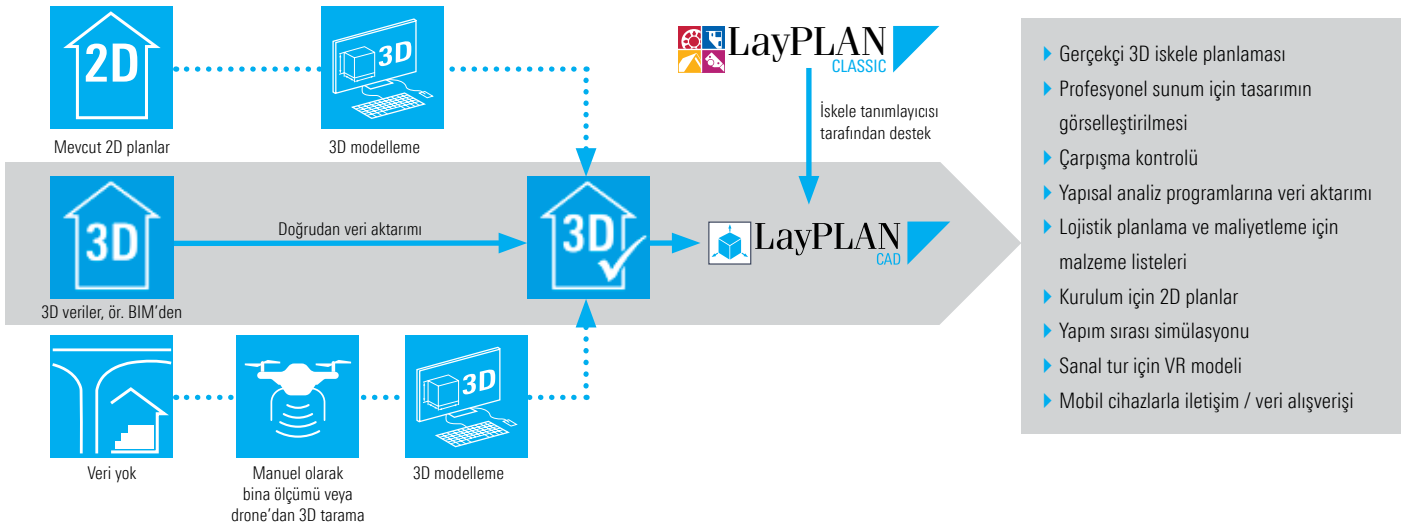 2D
Mevcut 2D planlar
3D
3D modelleme
LayPLAN
CLASSIC
İskele tanımlayıcısı
tarafından destek
3D
3D veriler, ör. BIM'den
Doğrudan veri aktarımı
3D
LayPLAN
CAD
Veri yok
Manuel olarak
bina ölçümü veya
drone'dan 3D tarama
3D
3D modelleme
Gerçekçi 3D iskele planlaması
Profesyonel sunum için tasarımın
görselleştirilmesi
Çarpışma kontrolü
Yapısal analiz programlarına veri aktarımı
Lojistik planlama ve maliyetleme için
malzeme listeleri
Kurulum için 2D planlar
Yapım sırası simülasyonu
Sanal tur için VR modeli
Mobil cihazlarla iletişim / veri alışverişi